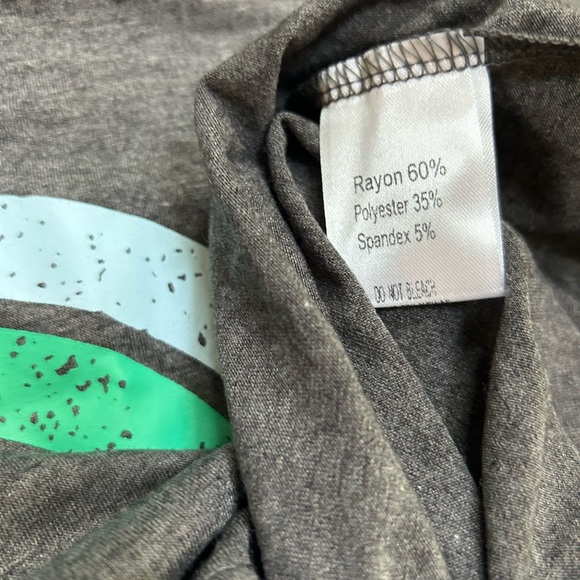 Rayon 60%
Polyester 35%
Spandex 5%
DO NOT BLEACH